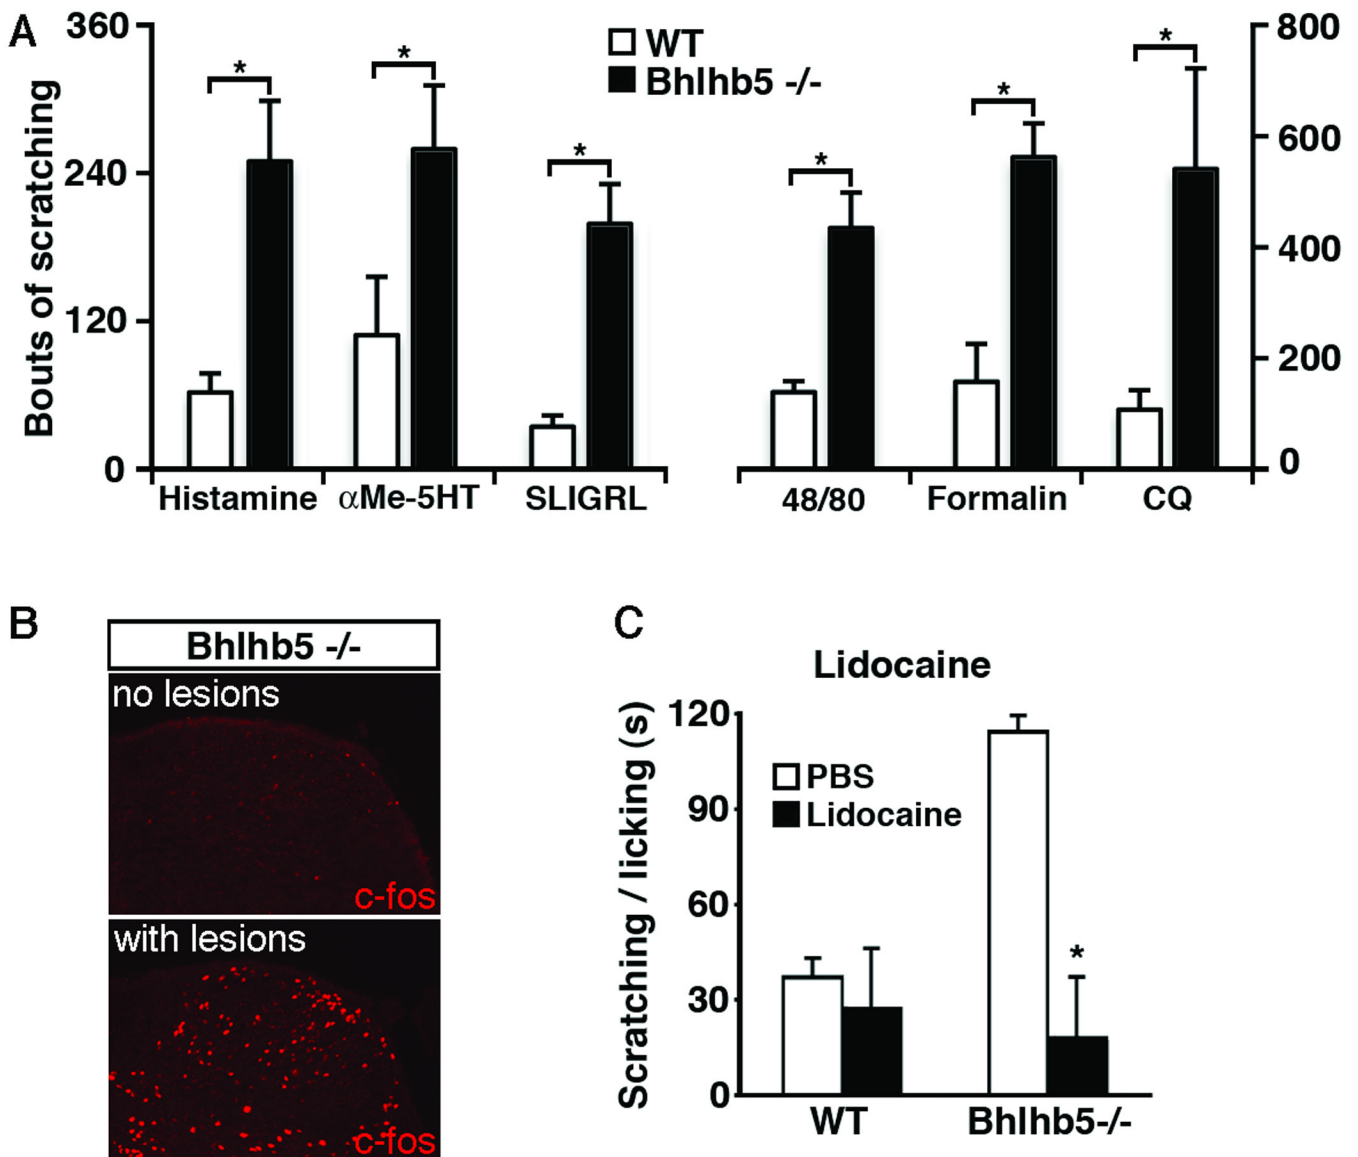 A
360
240
120
0
Bouts of scratching
WT
Bhlhb5 -/-
*
*
*
*
*
*
800
600
400
200
0
Histamine
αMe-5HT
SLIGRL
48/80
Formalin
CQ
B
Bhlhb5 -/-
no lesions
c-fos
with lesions
c-fos
C
Lidocaine
Scratching / licking (s)
120
90
60
30
0
PBS
Lidocaine
*
WT
Bhlhb5-/-